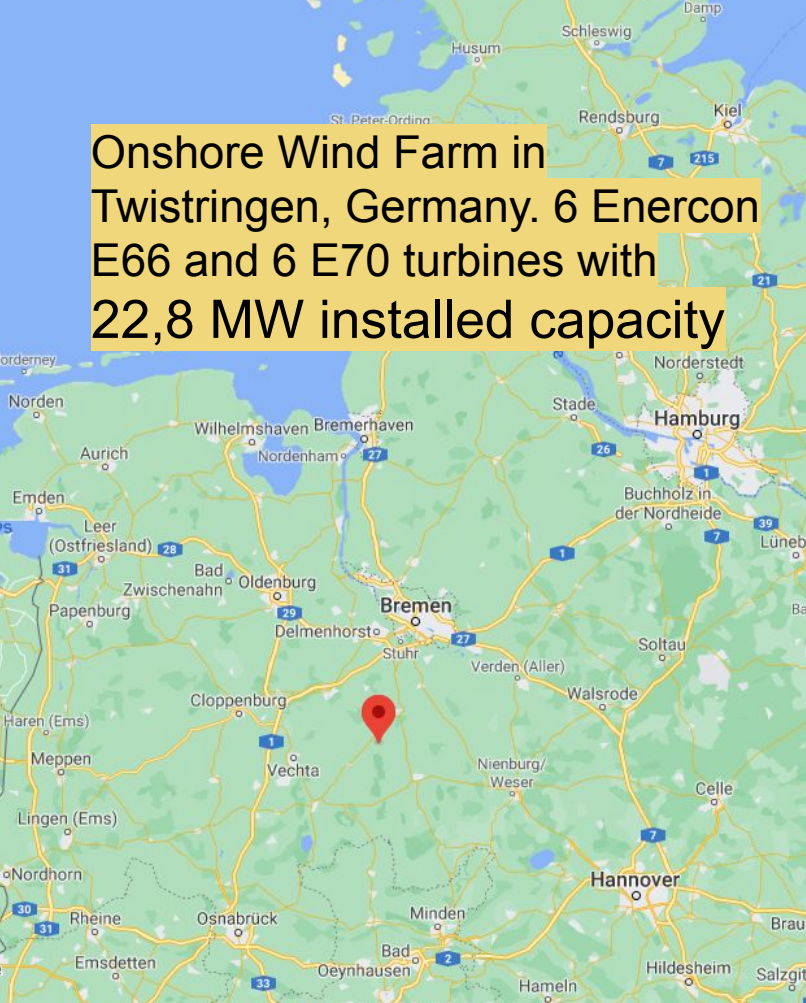 Damp
Schleswig
Husum
St. Peter-Ording
Rendsburg
Kiel
7
215
Onshore Wind Farm in
Twistringen, Germany. 6 Enercon
E66 and 6 E70 turbines with
22,8 MW installed capacity
21
orderney
Norderstedt
Norden
Stade
Hamburg
Wilhelmshaven
Bremerhaven
Aurich
Nordenham
27
26
1
Emden
Buchholz in
der Nordheide
Leer
(Ostfriesland)
28
39
7
Lüneb
1
31
Bad
Zwischenahn
Oldenburg
Papenburg
29
Bremen
Delmenhorst
27
Stuhr
Soltau
Verden (Aller)
Walsrode
Cloppenburg
Haren (Ems)
1
Meppen
Vechta
Nienburg/
Weser
Celle
Lingen (Ems)
7
Nordhorn
Hannover
30
31
Rheine
Osnabrück
Minden
Brau
Emsdetten
Bad
Oeynhausen
2
Hildesheim
Salzgit
33
Hameln